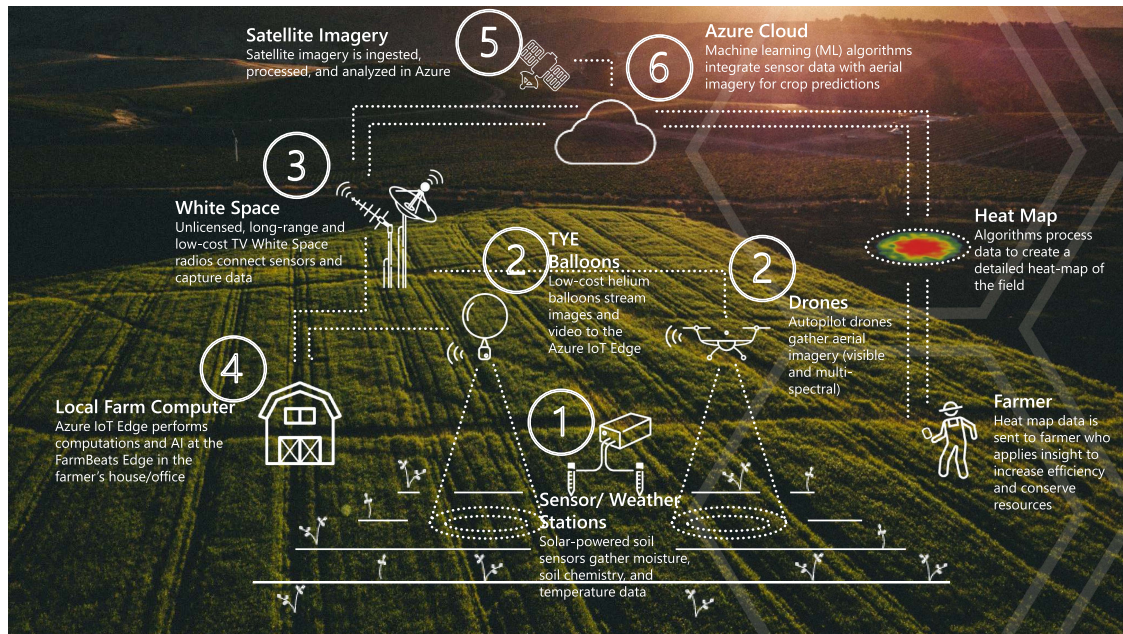 5
Satellite Imagery
Satellite imagery is ingested,
processed, and analyzed in Azure
6
Azure Cloud
Machine learning (ML) algorithms
integrate sensor data with aerial
imagery for crop predictions
3
White Space
Unlicensed, long-range and
low-cost TV White Space
radios connect sensors and
capture data
2
TYE
Balloons
Low-cost helium
balloons stream
images and
video to the
Azure IoT Edge
2
Drones
Autopilot drones
gather aerial
imagery (visible
and multi-
spectral)
Heat Map
Algorithms process
data to create a
detailed heat-map of
the field
4
Local Farm Computer
Azure IoT Edge performs
computations and AI at the
FarmBeats Edge in the
farmer's house/office
1
Sensor/ Weather
Stations
Solar-powered soil
sensors gather moisture,
soil chemistry, and
temperature data
Farmer
Heat map data is
sent to farmer who
applies insight to
increase efficiency
and conserve
resources